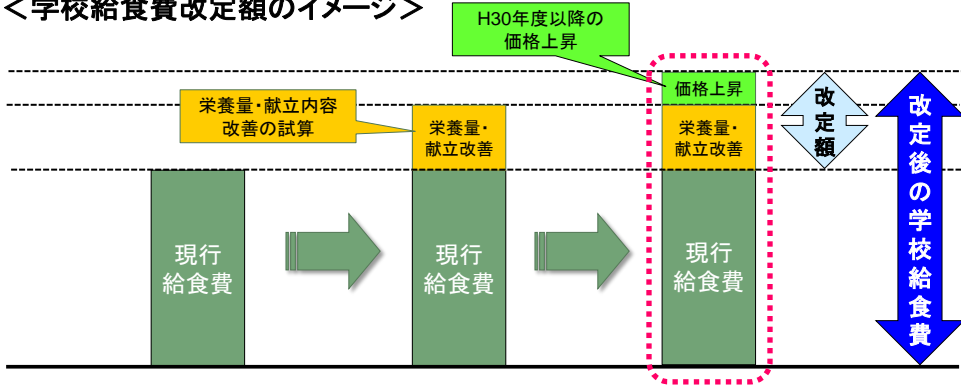 ＜学校給食費改定額のイメージ＞
H30年度以降の
価格上昇
栄養量・献立内容
改善の試算
現行
給食費
栄養量・
献立改善
現行
給食費
価格上昇
栄養量・
献立改善
現行
給食費
改定額
改定後の学校給食費